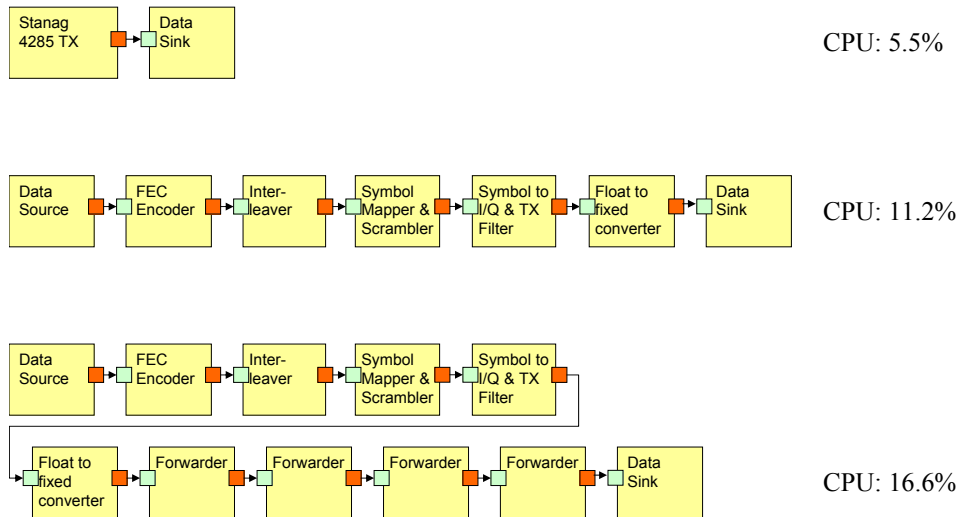 Stanag
4285 TX
Data
Sink
CPU: 5.5%
Data
Source
FEC
Encoder
Inter-
leaver
Symbol
Mapper &
Scrambler
Symbol to
I/Q & TX
Filter
Float to
fixed
converter
Data
Sink
CPU: 11.2%
Data
Source
FEC
Encoder
Inter-
leaver
Symbol
Mapper &
Scrambler
Symbol to
I/Q & TX
Filter
Float to
fixed
converter
Forwarder
Forwarder
Forwarder
Forwarder
Data
Sink
CPU: 16.6%